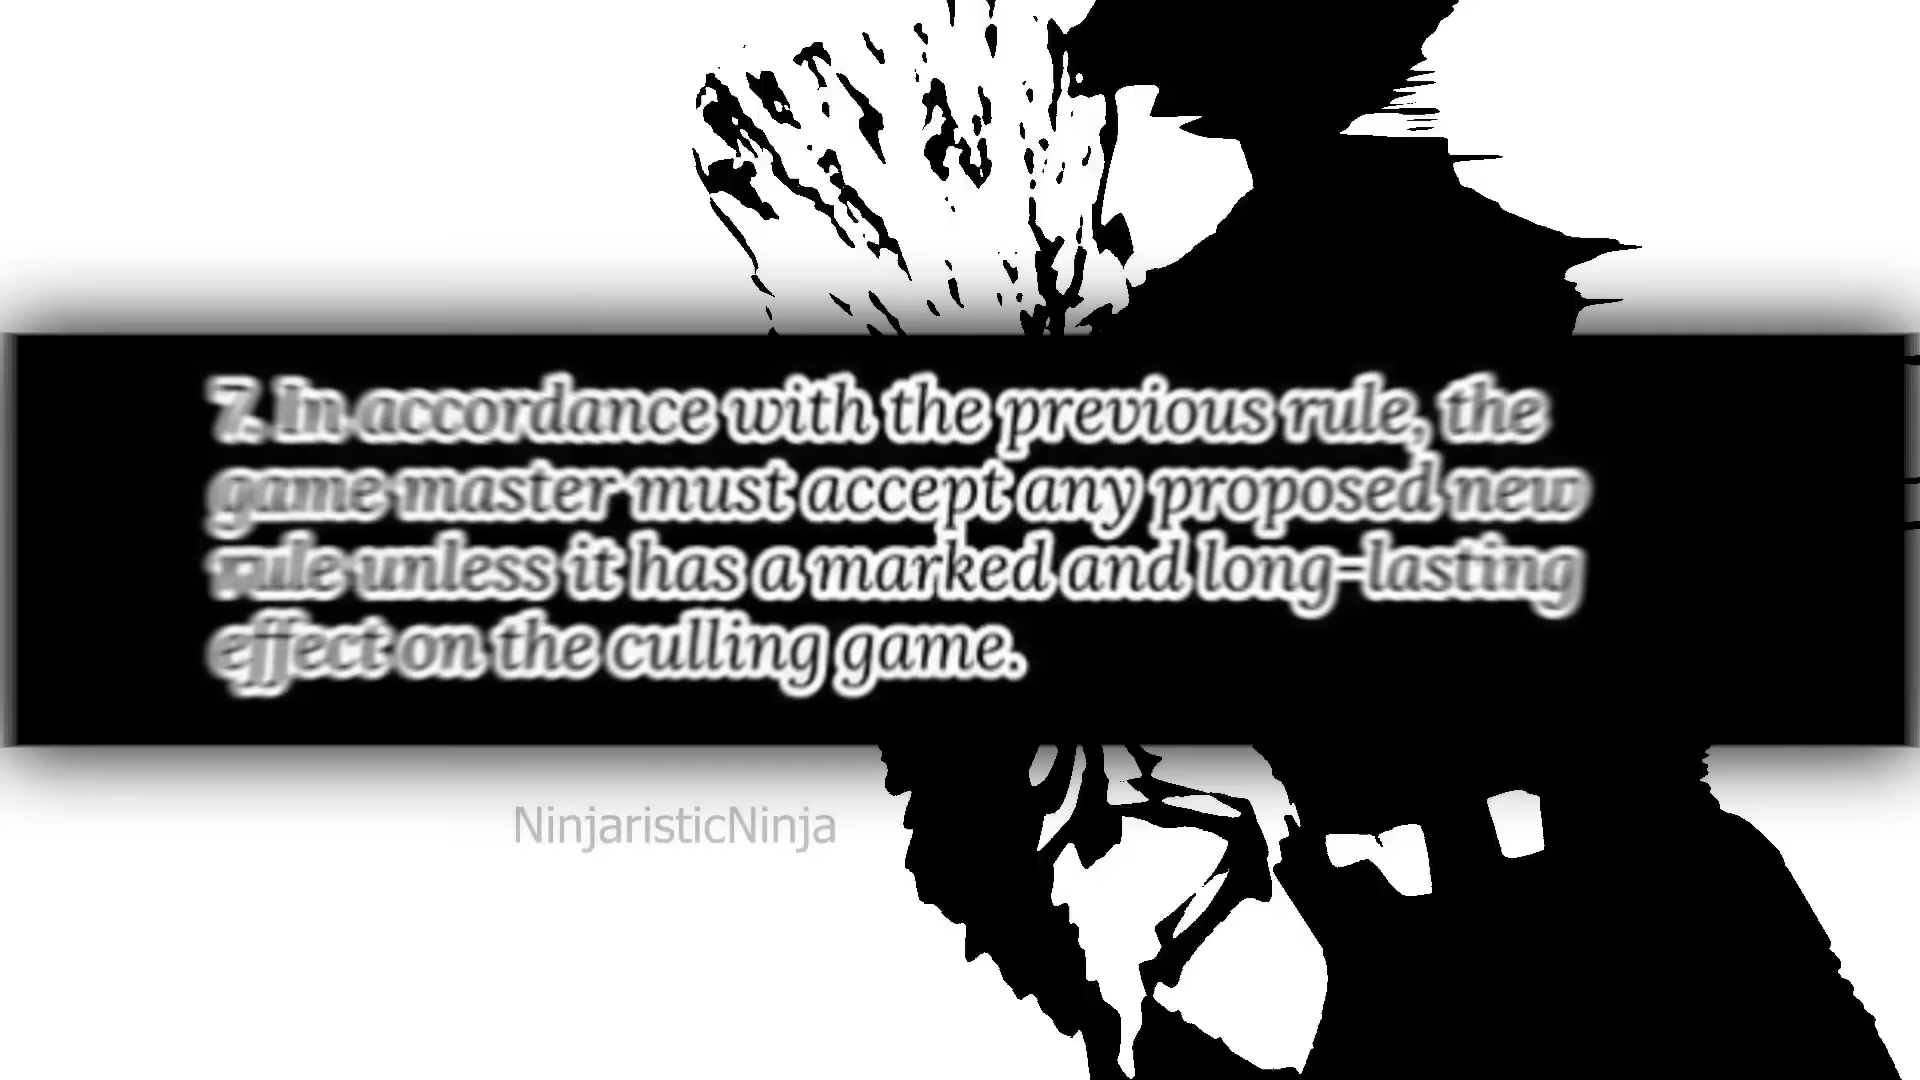 7. In accordance with the previous rule, the
game master must accept any proposed new
rule unless it has a marked and long-lasting
effect on the culling game.
NinjaristicNinja